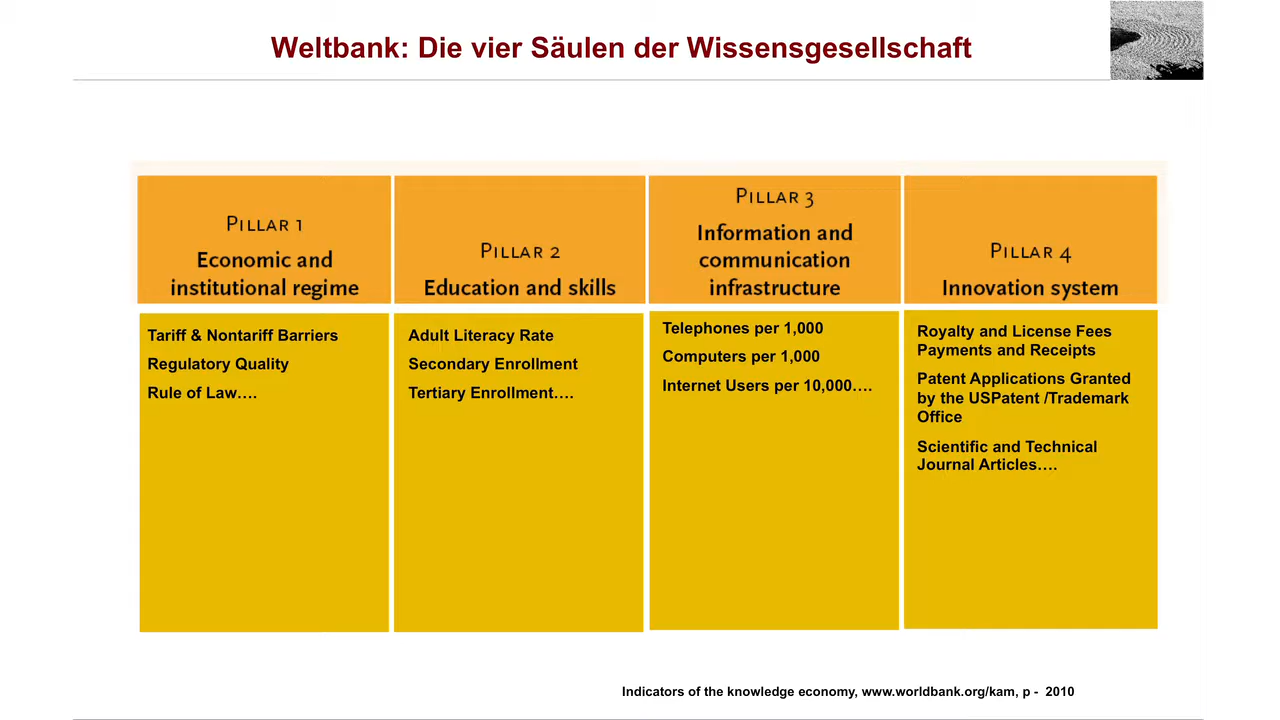 Weltbank: Die vier Säulen der Wissensgesellschaft
PILLAR 1
Economic and
institutional regime
Tariff & Nontariff Barriers
Regulatory Quality
Rule of Law….
PILLAR 2
Education and skills
Adult Literacy Rate
Secondary Enrollment
Tertiary Enrollment….
PILLAR 3
Information and
communication
infrastructure
Telephones per 1,000
Computers per 1,000
Internet Users per 10,000….
PILLAR 4
Innovation system
Royalty and License Fees
Payments and Receipts
Patent Applications Granted
by the USPatent /Trademark
Office
Scientific and Technical
Journal Articles….
Indicators of the knowledge economy, www.worldbank.org/kam, p - 2010